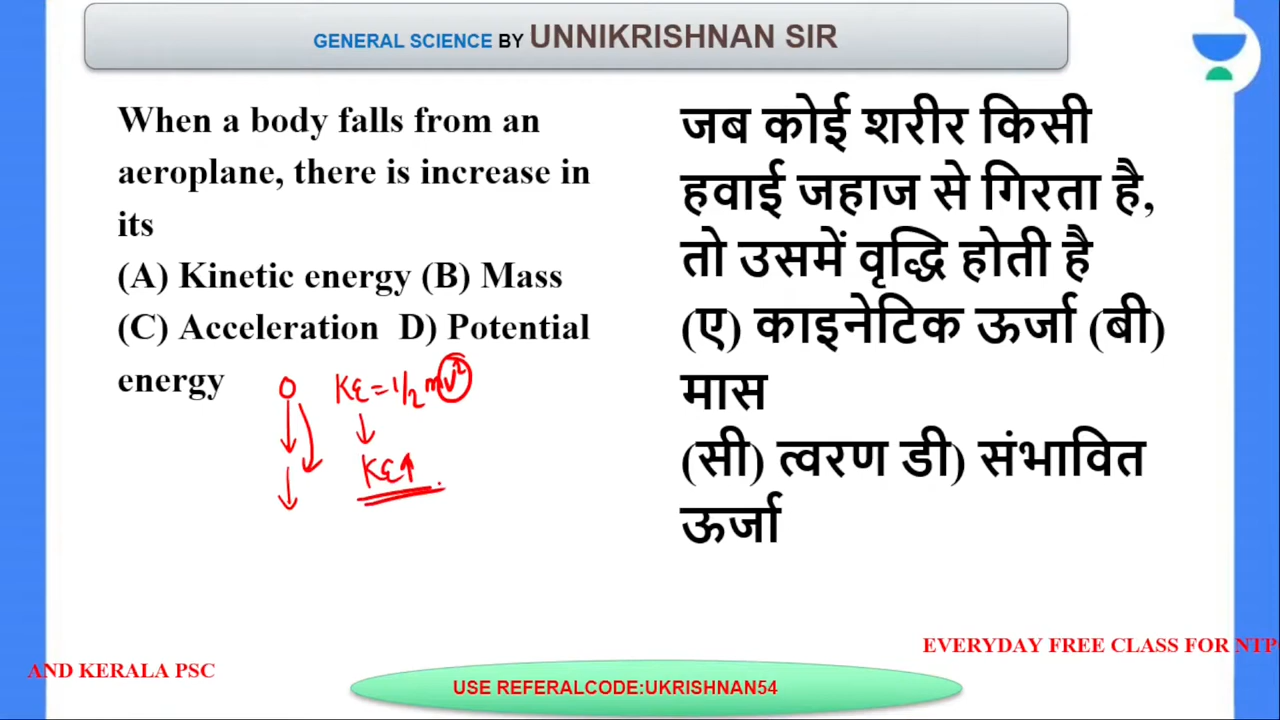 GENERAL SCIENCE BY UNNIKRISHNAN SIR
When a body falls from an
aeroplane, there is increase in
its
(A) Kinetic energy (B) Mass
(C) Acceleration D) Potential
energy
KE = 1/2 mv²
KE↑
जब कोई शरीर किसी
हवाई जहाज से गिरता है,
तो उसमें वृद्धि होती है
(ए) काइनेटिक ऊर्जा (बी)
मास
(सी) त्वरण डी) संभावित
ऊर्जा
EVERYDAY FREE CLASS FOR NTP
AND KERALA PSC
USE REFERALCODE:UKRISHNAN54